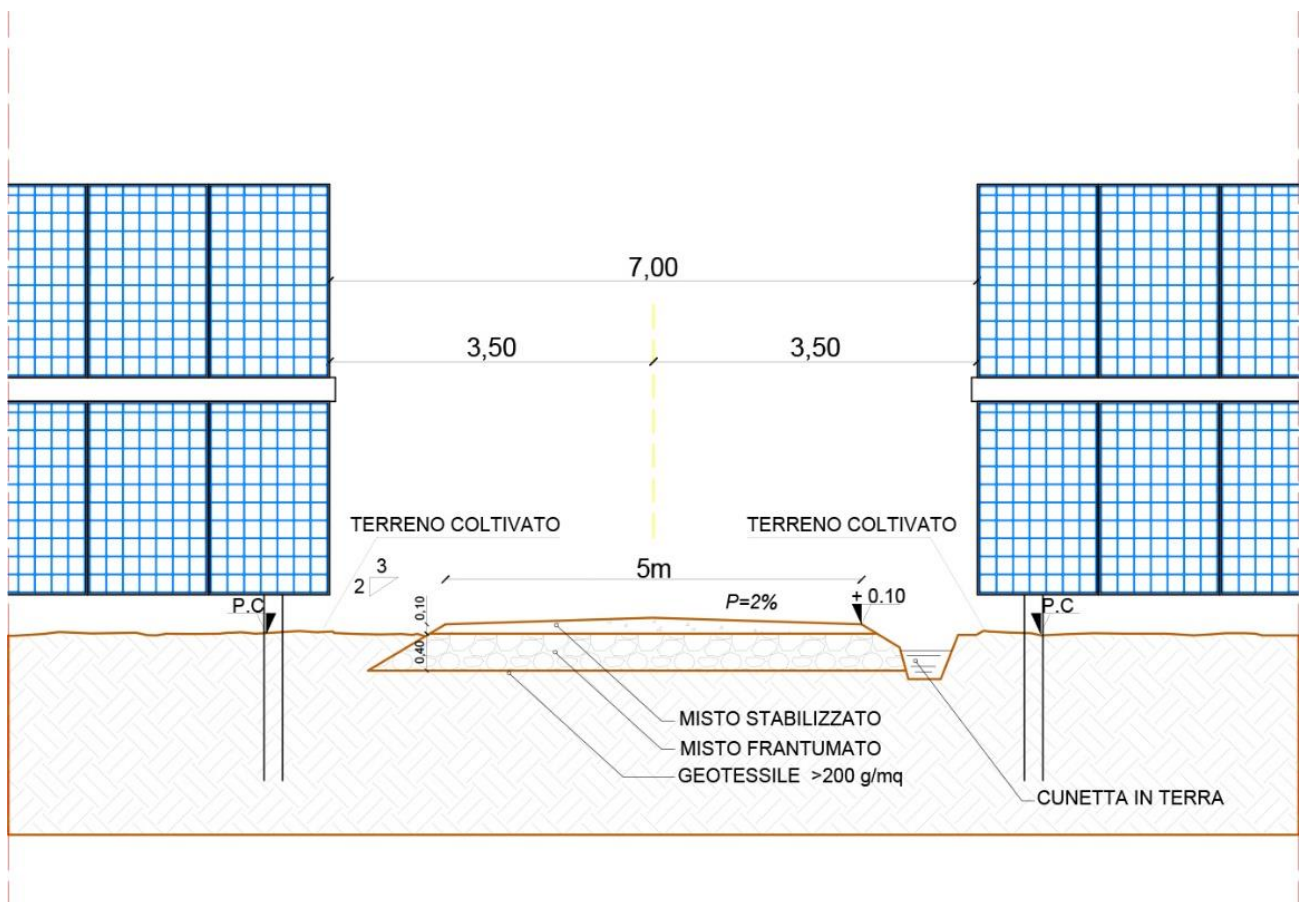 7,00
3,50
3,50
TERRENO COLTIVATO
TERRENO COLTIVATO
3
2
5m
P.C
0,10
P=2%
+ 0.10
P.C
0,40
MISTO STABILIZZATO
MISTO FRANTUMATO
GEOTESSILE >200 g/mq
CUNETTA IN TERRA